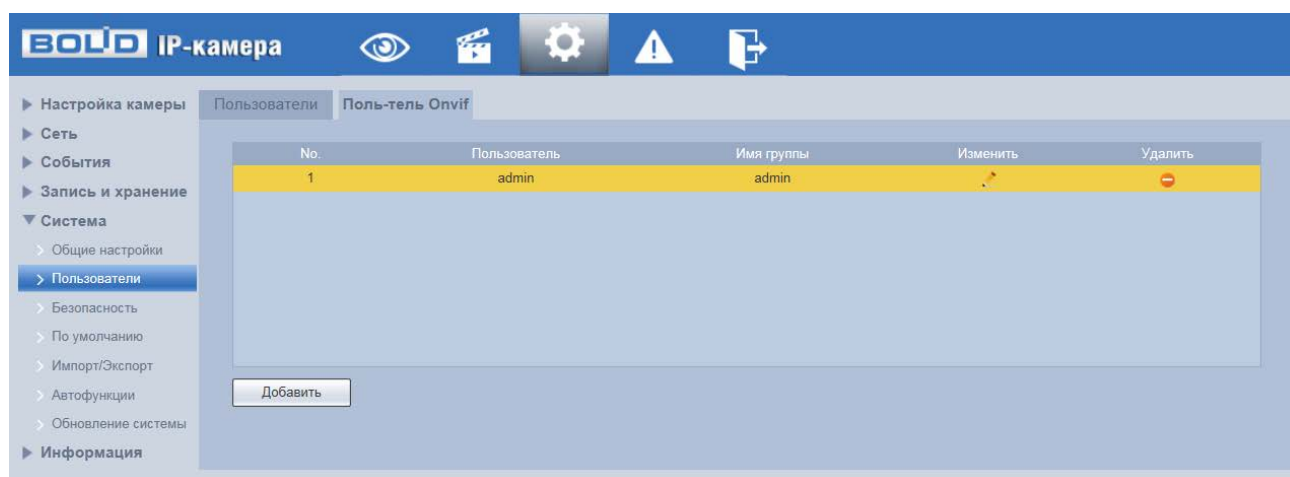 BOLID IP-камера
Настройка камеры
Сеть
События
Запись и хранение
Система
Общие настройки
Пользователи
Безопасность
По умолчанию
Импорт/Экспорт
Автофункции
Обновление системы
Информация
Пользователи Поль-тель Onvif
No. Пользователь Имя группы Изменить Удалить
1 admin admin
Добавить